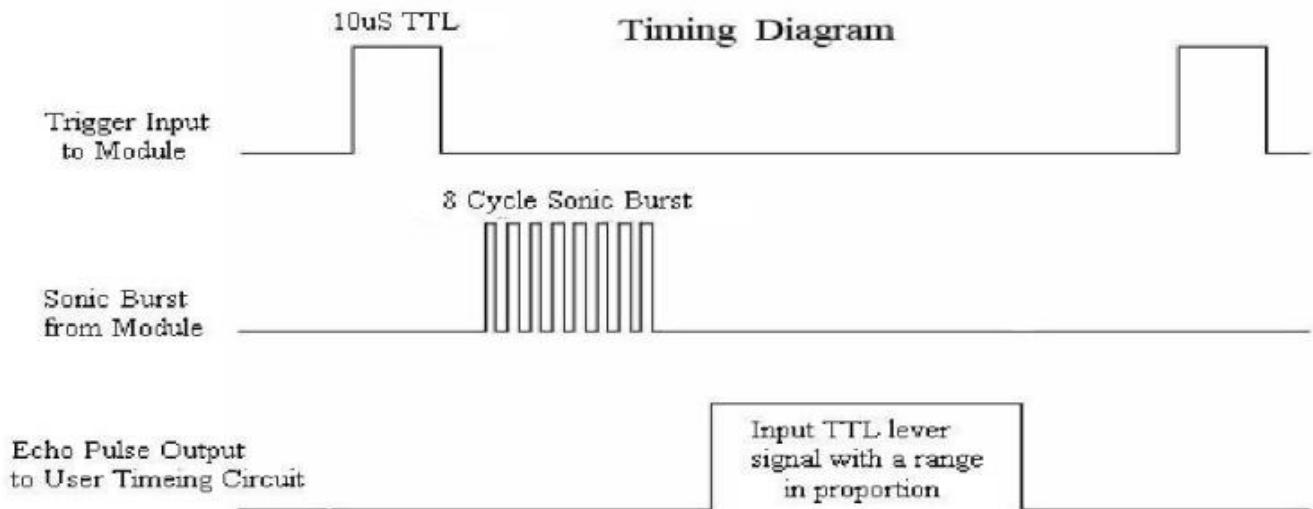 10uS TTL
Timing Diagram
Trigger Input
to Module
8 Cycle Sonic Burst
Sonic Burst
from Module
Echo Pulse Output
to User Timeing Circuit
Input TTL lever
signal with a range
in proportion